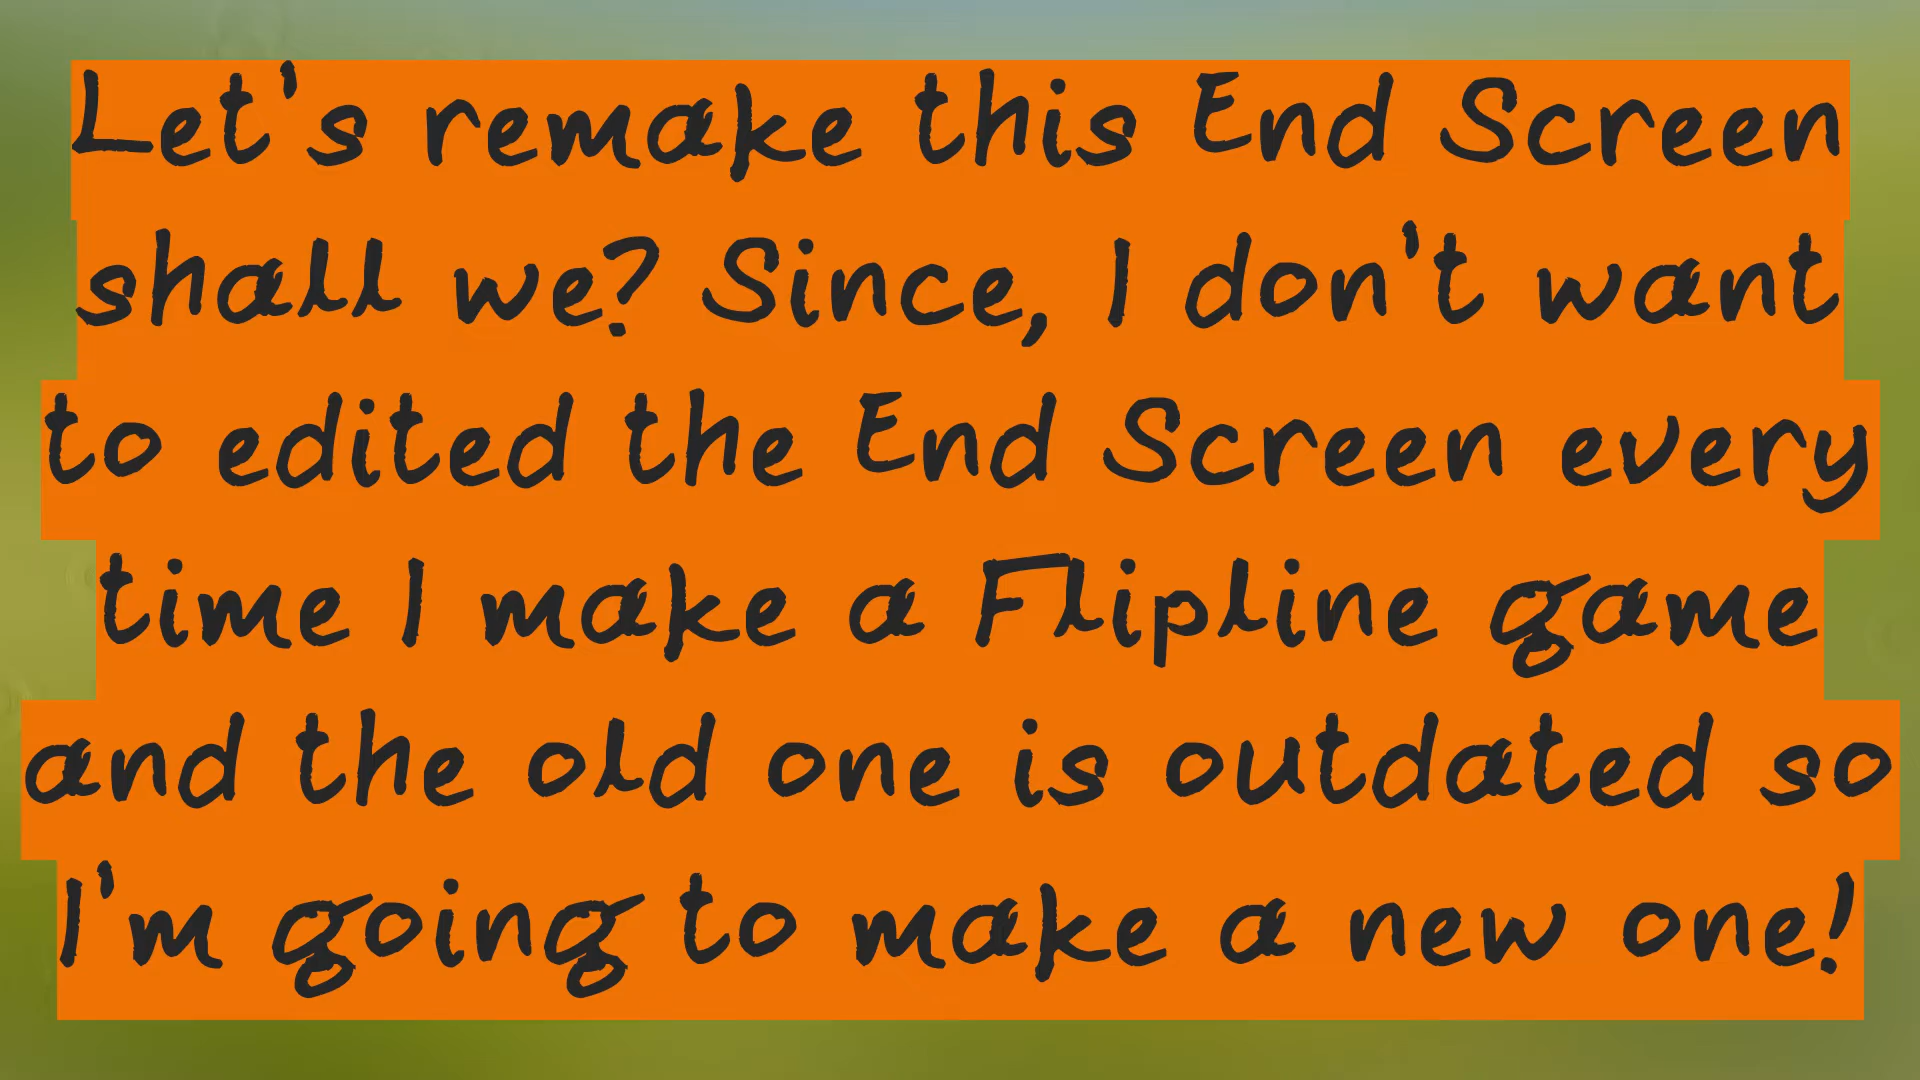 Let's remake this End Screen
shall we? Since, I don't want
to edited the End Screen every
time I make a Flipline game
and the old one is outdated so
I'm going to make a new one!